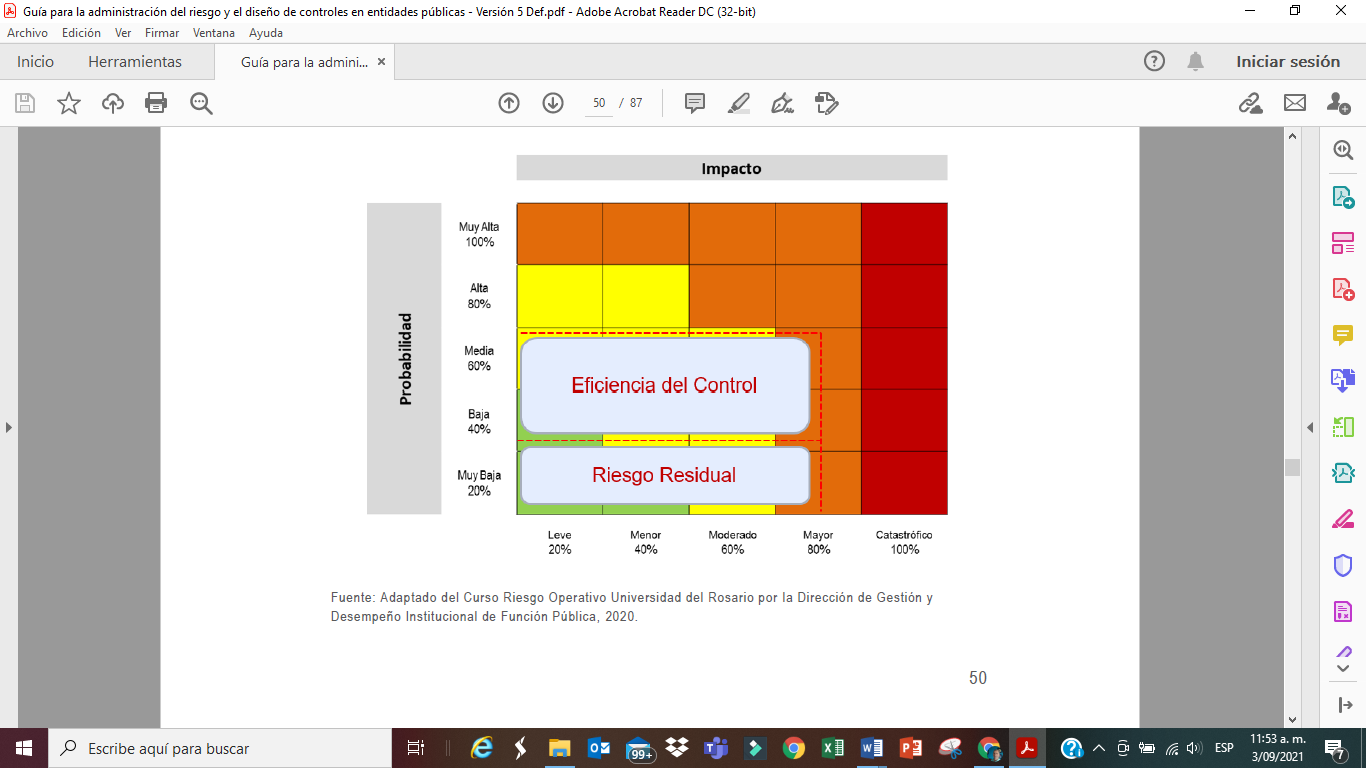 Guía para la administración del riesgo y el diseño de controles en entidades públicas - Versión 5 Def.pdf - Adobe Acrobat Reader DC (32-bit)
Archivo Edición Ver Firmar Ventana Ayuda
Inicio Herramientas Guía para la admini... × Iniciar sesión
50 / 87
Impacto
Probabilidad
Muy Alta
100%
Alta
80%
Media
60%
Eficiencia del Control
Baja
40%
Riesgo Residual
Muy Baja
20%
Leve Menor Moderado Mayor Catastrófico
20% 40% 60% 80% 100%
Fuente: Adaptado del Curso Riesgo Operativo Universidad del Rosario por la Dirección de Gestión y
Desempeño Institucional de Función Pública, 2020.
50
Escribe aquí para buscar
99+
ESP
11:53 a. m.
3/09/2021
7